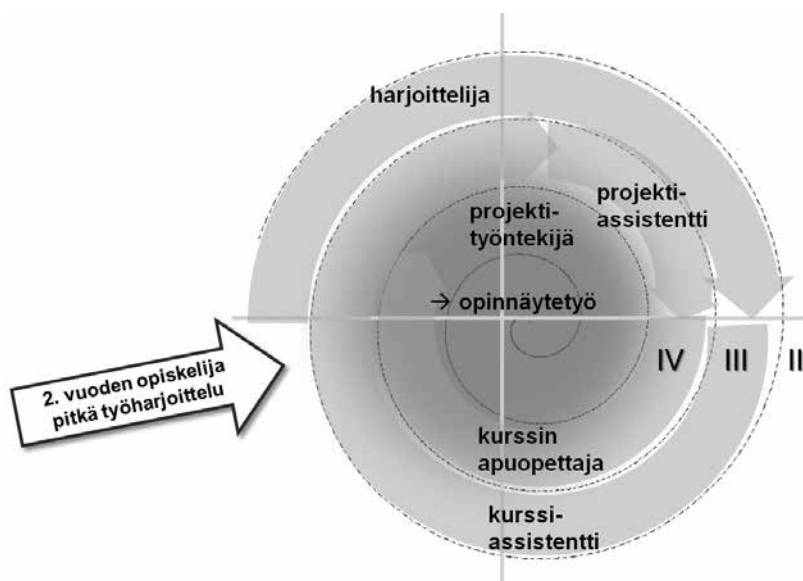 harjoittelija
projekti-
assistentti
projekti-
työntekijä
→ opinnäytetyö
IV III II
2. vuoden opiskelija
pitkä työharjoittelu
kurssin
apuopettaja
kurssi-
assistentti